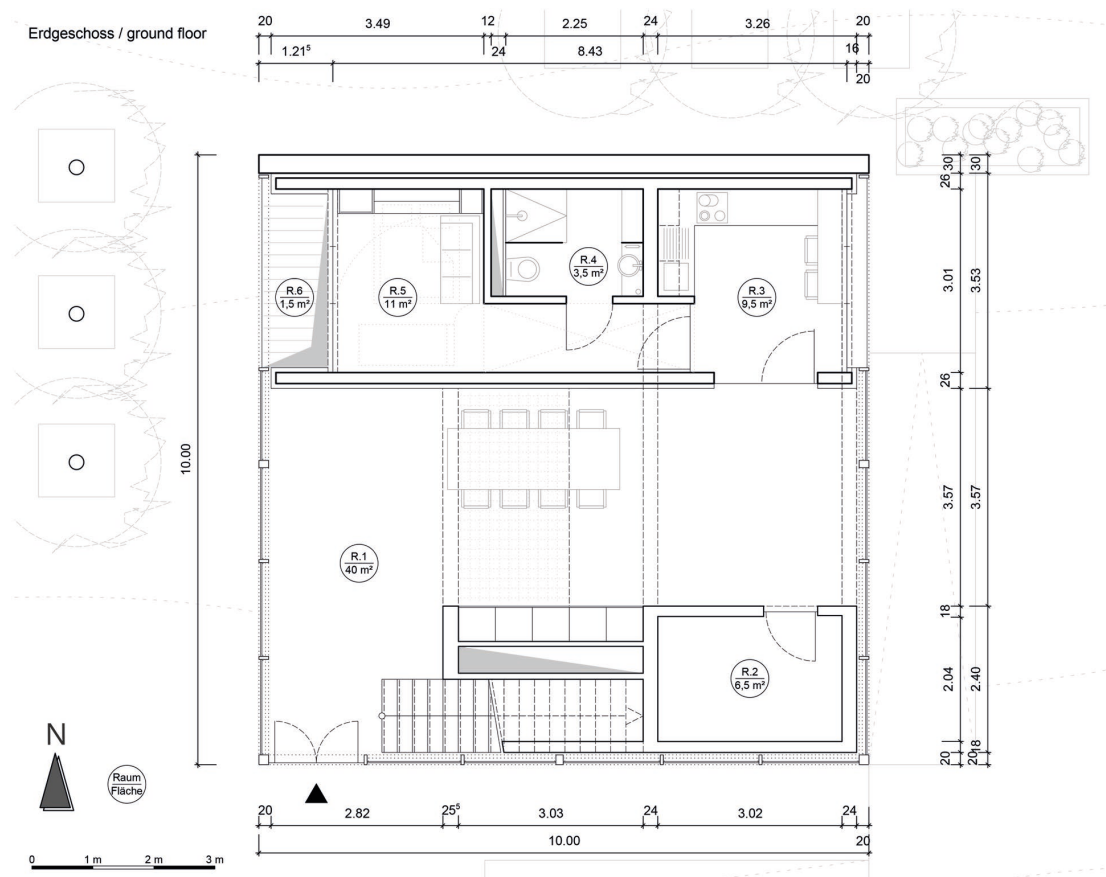 Erdgeschoss / ground floor
20 3.49 12 2.25 24 3.26 20
1.21⁵ 24 8.43 16
20
30 30
26
R.4
3,5 m²
R.6
1,5 m²
R.5
11 m²
R.3
9,5 m²
3.01 3.53
26
10.00
3.57 3.57
R.1
40 m²
18
R.2
6,5 m²
2.04 2.40
18
20 20
N
Raum
Fläche
20 2.82 25⁵ 3.03 24 3.02 24
10.00 20
0 1 m 2 m 3 m